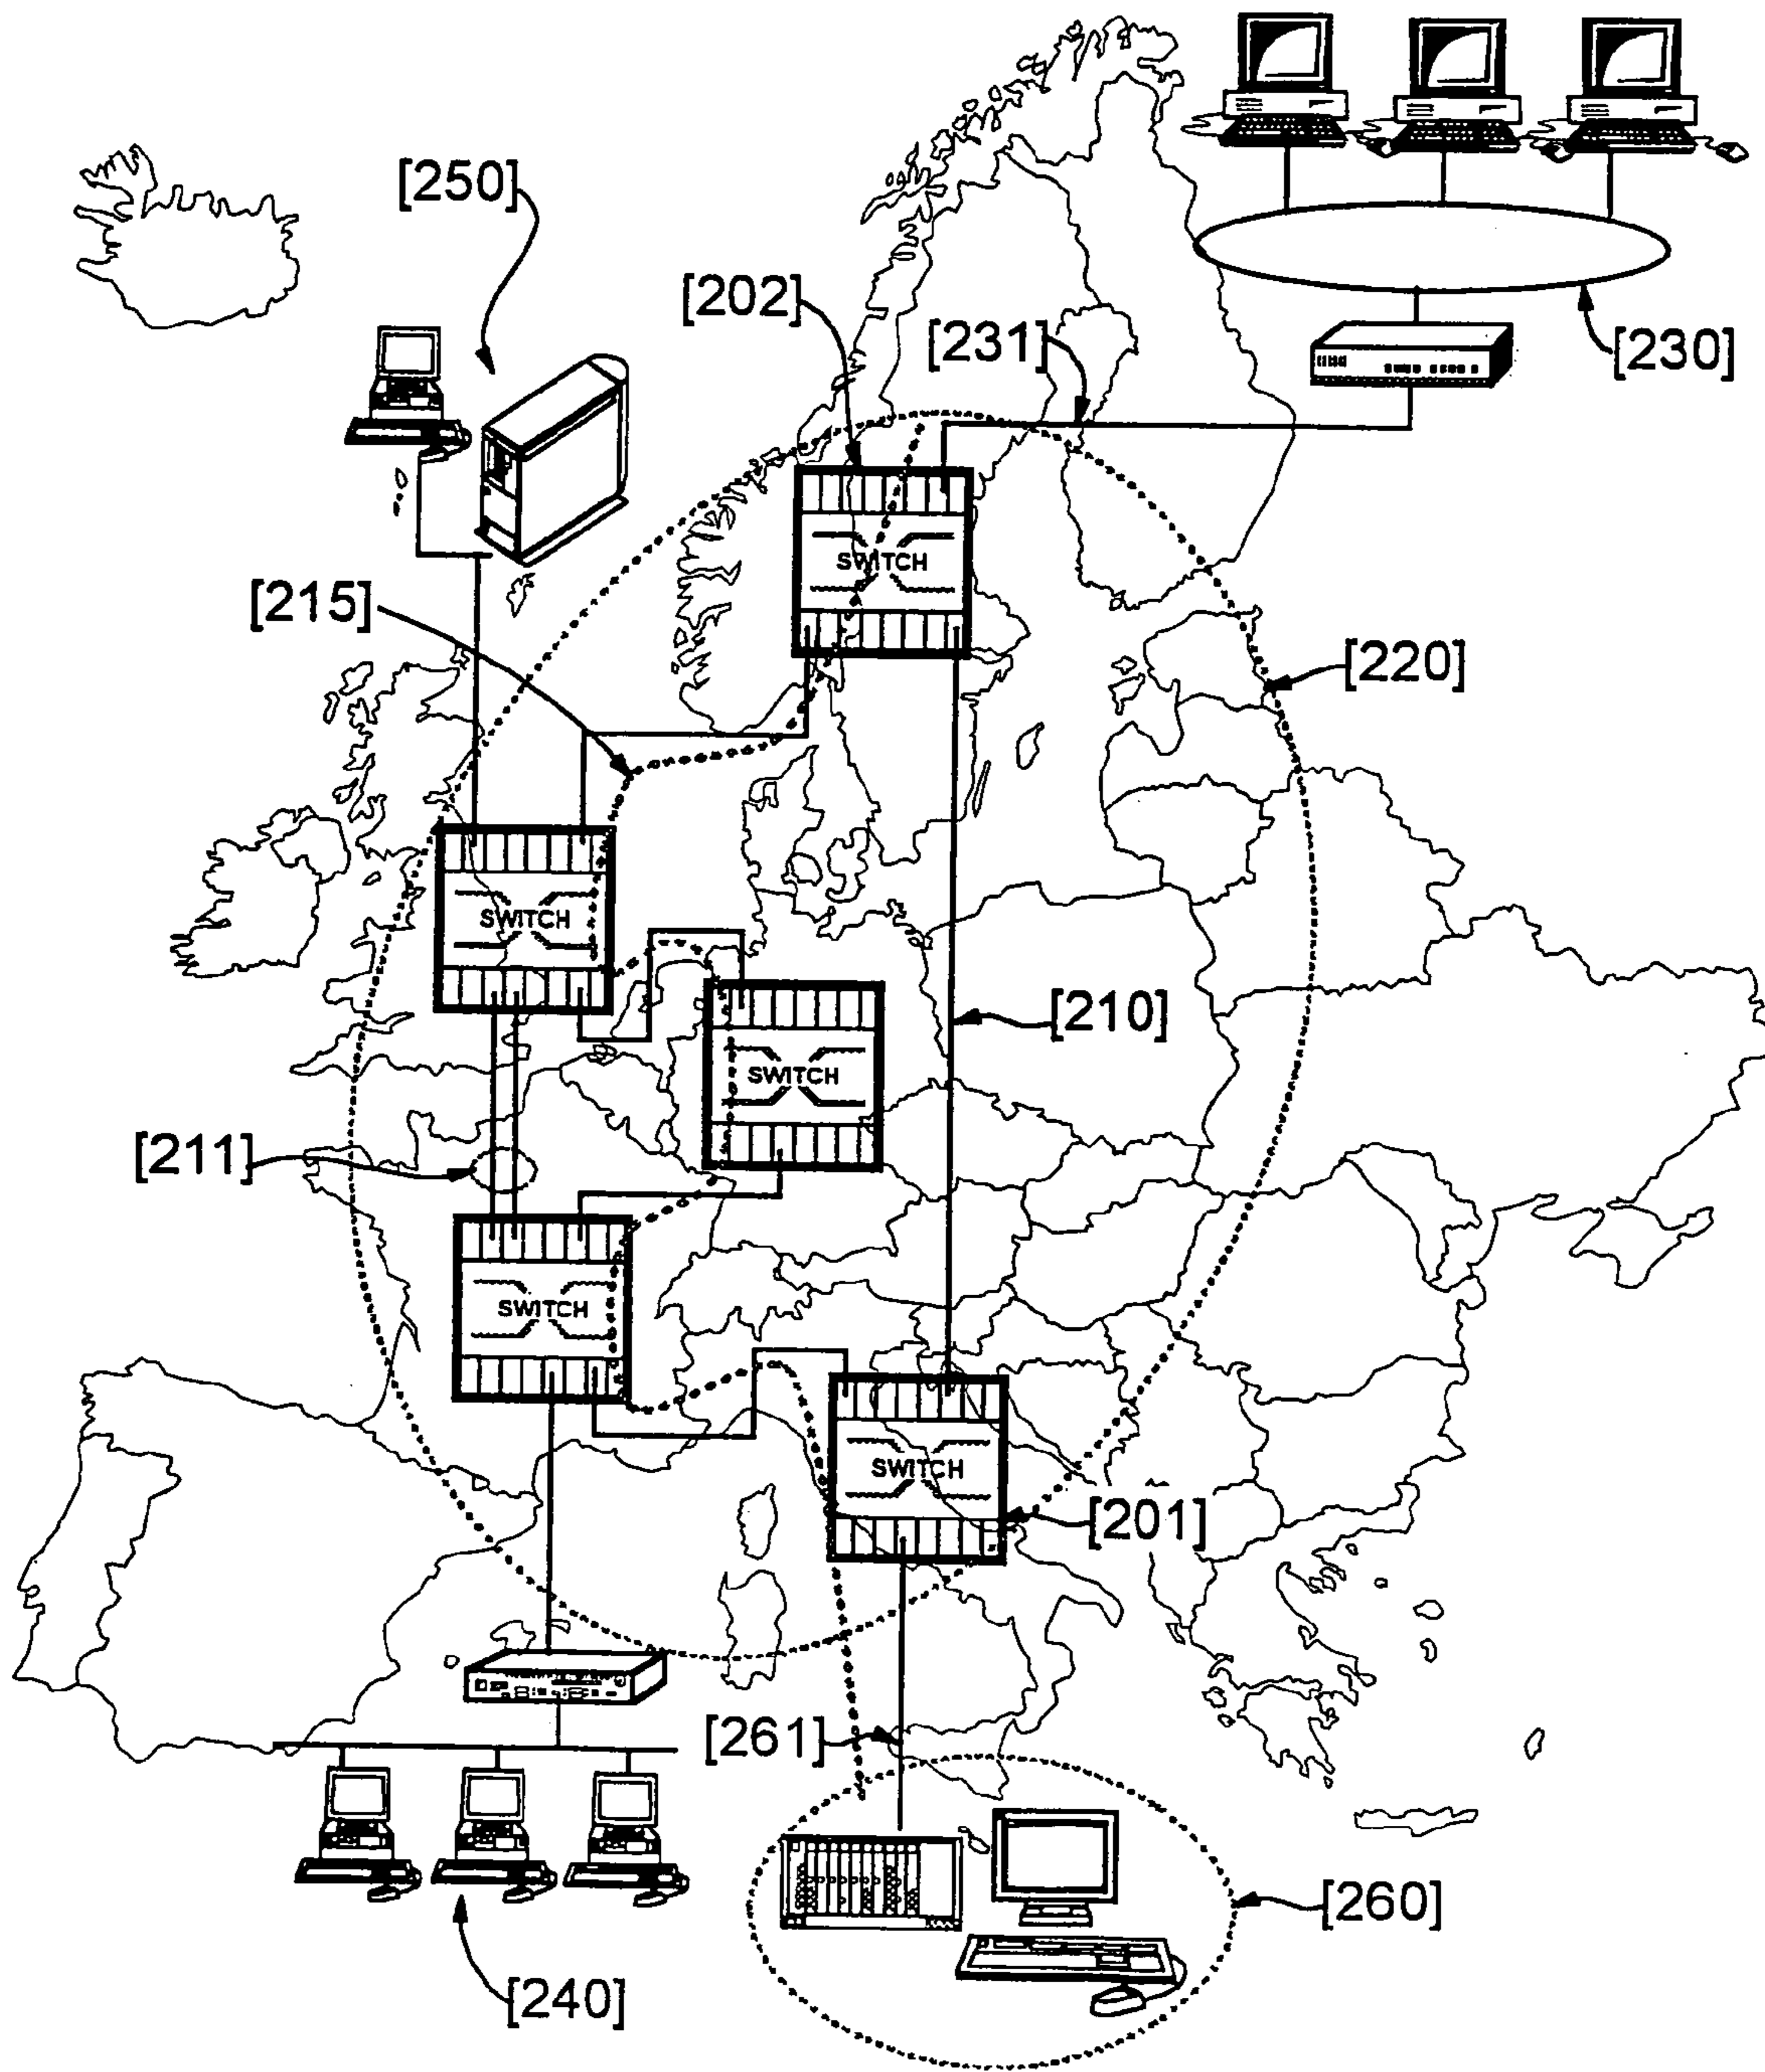 [250]
[202]
[231]
[230]
SWITCH
[215]
[220]
SWITCH
[210]
SWITCH
[211]
SWITCH
SWITCH
[201]
[261]
[260]
[240]